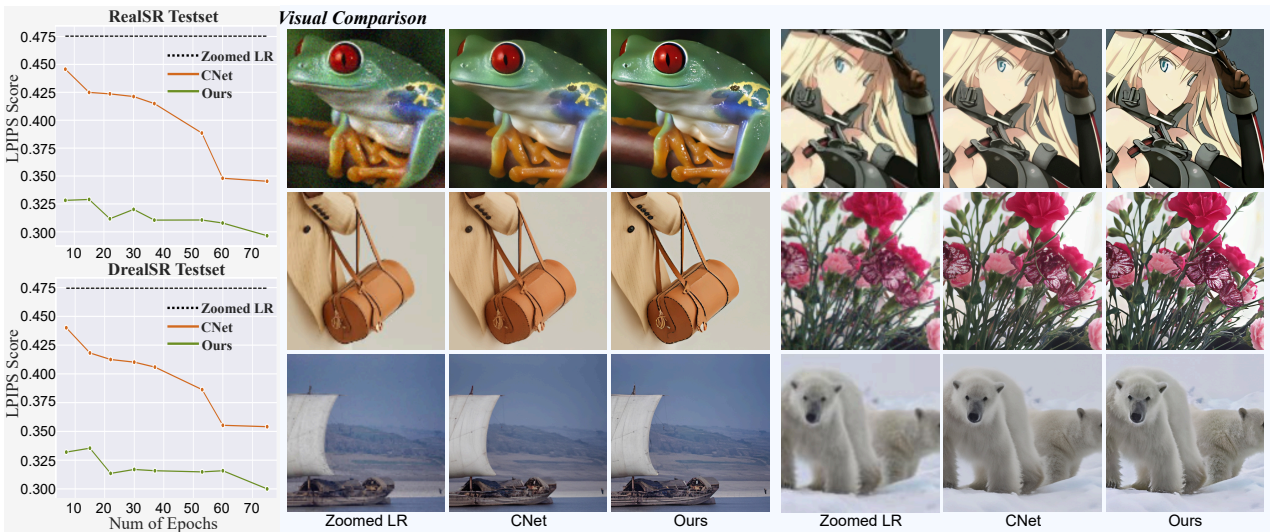 RealSR Testset
LPIPS Score
0.475
0.450
0.425
0.400
0.375
0.350
0.325
0.300
Zoomed LR
CNet
Ours
10 20 30 40 50 60 70
DrealSR Testset
LPIPS Score
0.475
0.450
0.425
0.400
0.375
0.350
0.325
0.300
Zoomed LR
CNet
Ours
10 20 30 40 50 60 70
Num of Epochs
Visual Comparison
Zoomed LR CNet Ours Zoomed LR CNet Ours